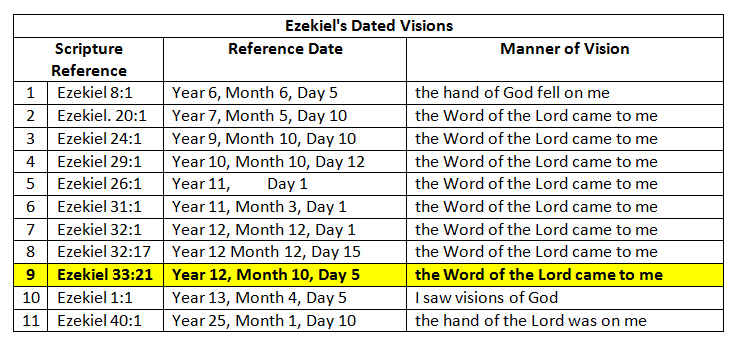 Ezekiel's Dated Visions
Scripture Reference Reference Date Manner of Vision
1 Ezekiel 8:1 Year 6, Month 6, Day 5 the hand of God fell on me
2 Ezekiel. 20:1 Year 7, Month 5, Day 10 the Word of the Lord came to me
3 Ezekiel 24:1 Year 9, Month 10, Day 10 the Word of the Lord came to me
4 Ezekiel 29:1 Year 10, Month 10, Day 12 the Word of the Lord came to me
5 Ezekiel 26:1 Year 11, Day 1 the Word of the Lord came to me
6 Ezekiel 31:1 Year 11, Month 3, Day 1 the Word of the Lord came to me
7 Ezekiel 32:1 Year 12, Month 12, Day 1 the Word of the Lord came to me
8 Ezekiel 32:17 Year 12 Month 12, Day 15 the Word of the Lord came to me
9 Ezekiel 33:21 Year 12, Month 10, Day 5 the Word of the Lord came to me
10 Ezekiel 1:1 Year 13, Month 4, Day 5 I saw visions of God
11 Ezekiel 40:1 Year 25, Month 1, Day 10 the hand of the Lord was on me